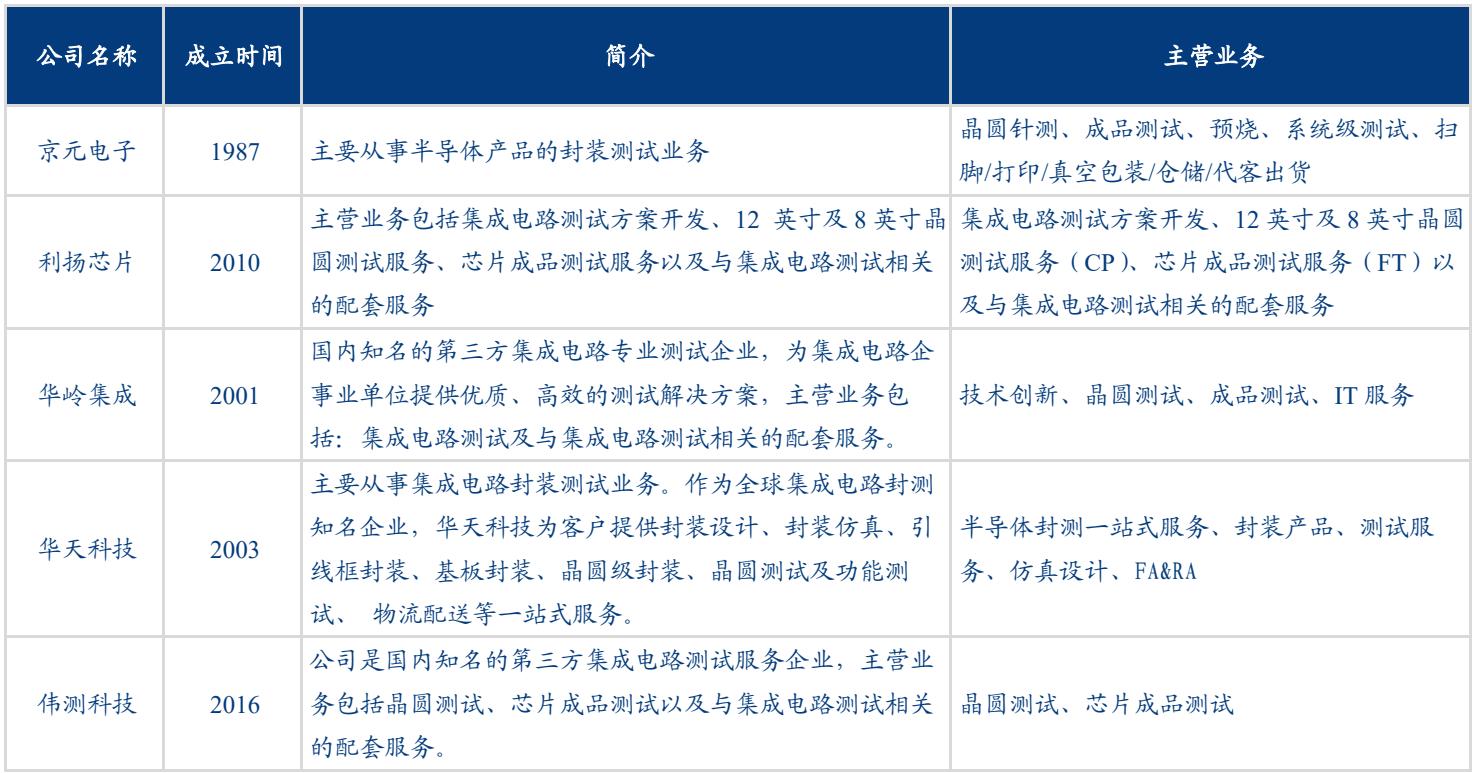 公司名称 成立时间 简介 主营业务
京元电子 1987 主要从事半导体产品的封装测试业务
晶圆针测、成品测试、预烧、系统级测试、扫
脚/打印/真空包装/仓储/代客出货
利扬芯片 2010
主营业务包括集成电路测试方案开发、12 英寸及 8 英寸晶
圆测试服务、芯片成品测试服务以及与集成电路测试相关
的配套服务
集成电路测试方案开发、12 英寸及 8 英寸晶圆
测试服务（CP）、芯片成品测试服务（FT）以
及与集成电路测试相关的配套服务
华岭集成 2001
国内知名的第三方集成电路专业测试企业，为集成电路企
事业单位提供优质、高效的测试解决方案，主营业务包
括：集成电路测试及与集成电路测试相关的配套服务。
技术创新、晶圆测试、成品测试、IT 服务
华天科技 2003
主要从事集成电路封装测试业务。作为全球集成电路封测
知名企业，华天科技为客户提供封装设计、封装仿真、引
线框封装、基板封装、晶圆级封装、晶圆测试及功能测
试、 物流配送等一站式服务。
半导体封测一站式服务、封装产品、测试服
务、仿真设计、FA&RA
伟测科技 2016
公司是国内知名的第三方集成电路测试服务企业，主营业
务包括晶圆测试、芯片成品测试以及与集成电路测试相关
的配套服务。
晶圆测试、芯片成品测试